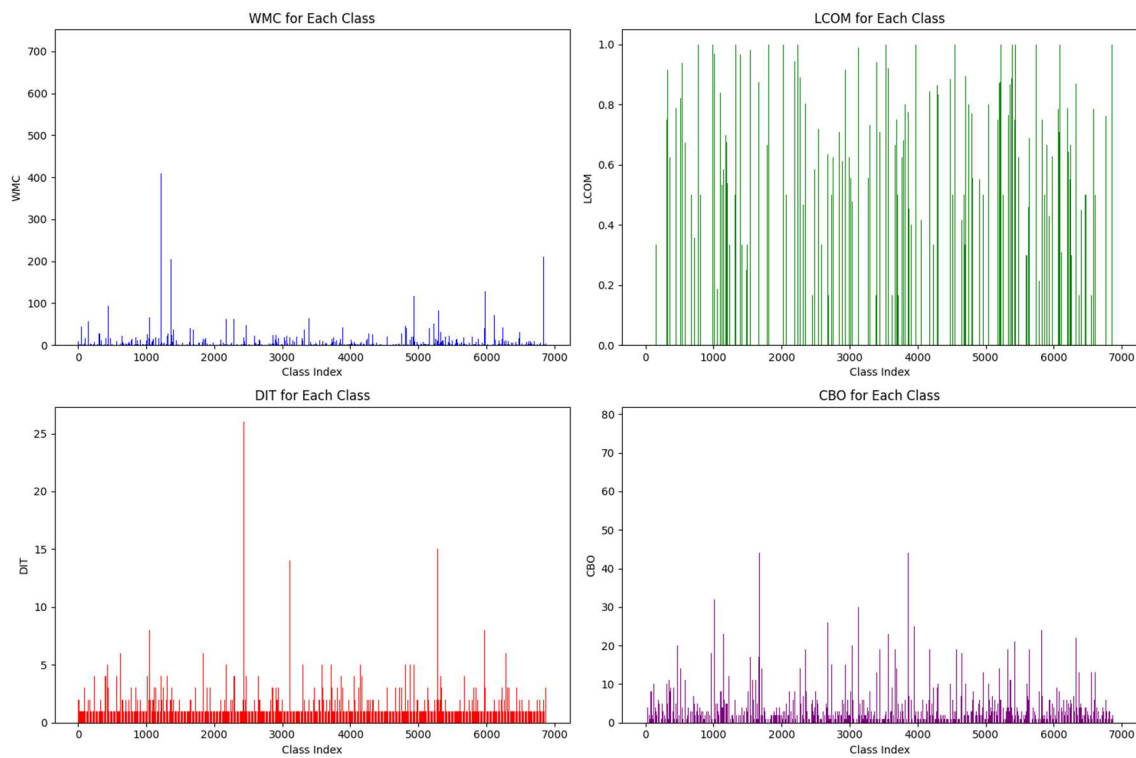 WMC for Each Class
700
600
500
400
300
200
100
0
WMC
0 1000 2000 3000 4000 5000 6000 7000
Class Index
LCOM for Each Class
1.0
0.8
0.6
0.4
0.2
0.0
LCOM
0 1000 2000 3000 4000 5000 6000 7000
Class Index
DIT for Each Class
25
20
15
10
5
0
DIT
0 1000 2000 3000 4000 5000 6000 7000
Class Index
CBO for Each Class
80
70
60
50
40
30
20
10
0
CBO
0 1000 2000 3000 4000 5000 6000 7000
Class Index